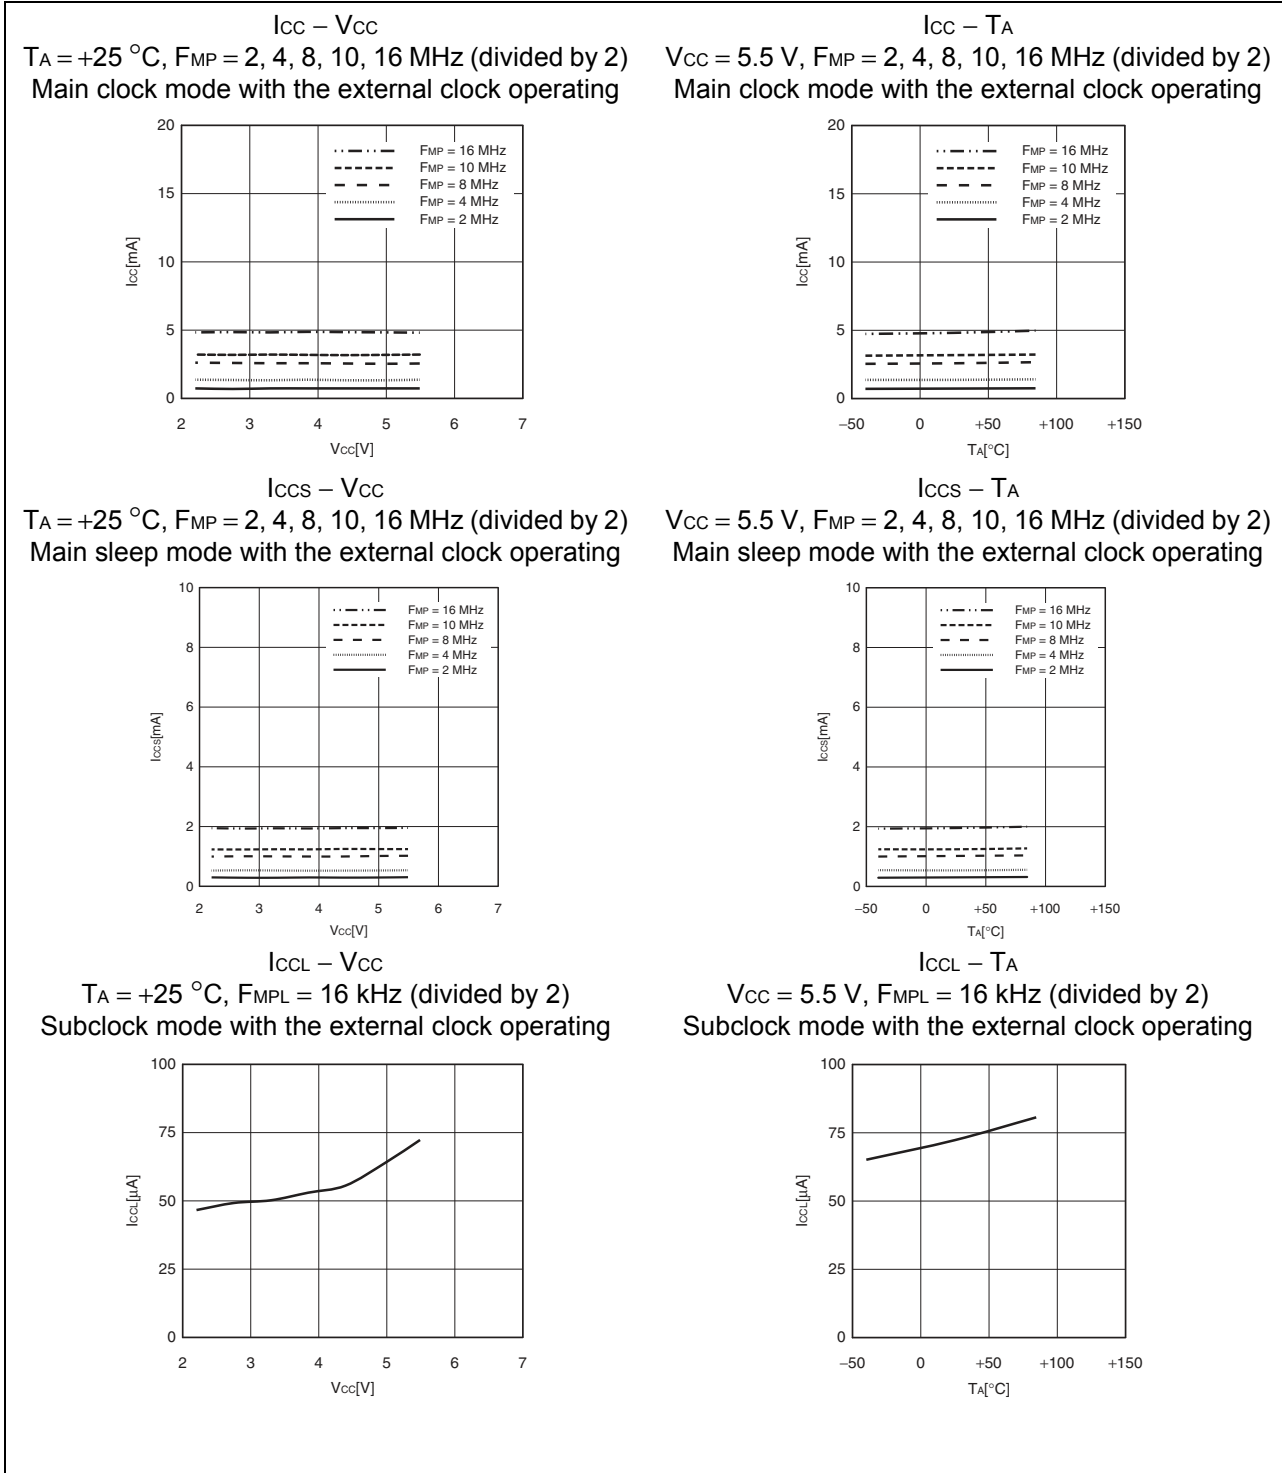 ICC – VCC
TA = +25 °C, FMP = 2, 4, 8, 10, 16 MHz (divided by 2)
Main clock mode with the external clock operating
20
15
10
5
0
ICC[mA]
FMP = 16 MHz
FMP = 10 MHz
FMP = 8 MHz
FMP = 4 MHz
FMP = 2 MHz
2 3 4 5 6 7
VCC[V]
ICC – TA
VCC = 5.5 V, FMP = 2, 4, 8, 10, 16 MHz (divided by 2)
Main clock mode with the external clock operating
20
15
10
5
0
ICC[mA]
FMP = 16 MHz
FMP = 10 MHz
FMP = 8 MHz
FMP = 4 MHz
FMP = 2 MHz
−50 0 +50 +100 +150
TA[°C]
ICCS – VCC
TA = +25 °C, FMP = 2, 4, 8, 10, 16 MHz (divided by 2)
Main sleep mode with the external clock operating
10
8
6
4
2
0
ICCS[mA]
FMP = 16 MHz
FMP = 10 MHz
FMP = 8 MHz
FMP = 4 MHz
FMP = 2 MHz
2 3 4 5 6 7
VCC[V]
ICCS – TA
VCC = 5.5 V, FMP = 2, 4, 8, 10, 16 MHz (divided by 2)
Main sleep mode with the external clock operating
10
8
6
4
2
0
ICCS[mA]
FMP = 16 MHz
FMP = 10 MHz
FMP = 8 MHz
FMP = 4 MHz
FMP = 2 MHz
−50 0 +50 +100 +150
TA[°C]
ICCL – VCC
TA = +25 °C, FMPL = 16 kHz (divided by 2)
Subclock mode with the external clock operating
100
75
50
25
0
ICCL[µA]
2 3 4 5 6 7
VCC[V]
ICCL – TA
VCC = 5.5 V, FMPL = 16 kHz (divided by 2)
Subclock mode with the external clock operating
100
75
50
25
0
ICCL[µA]
−50 0 +50 +100 +150
TA[°C]